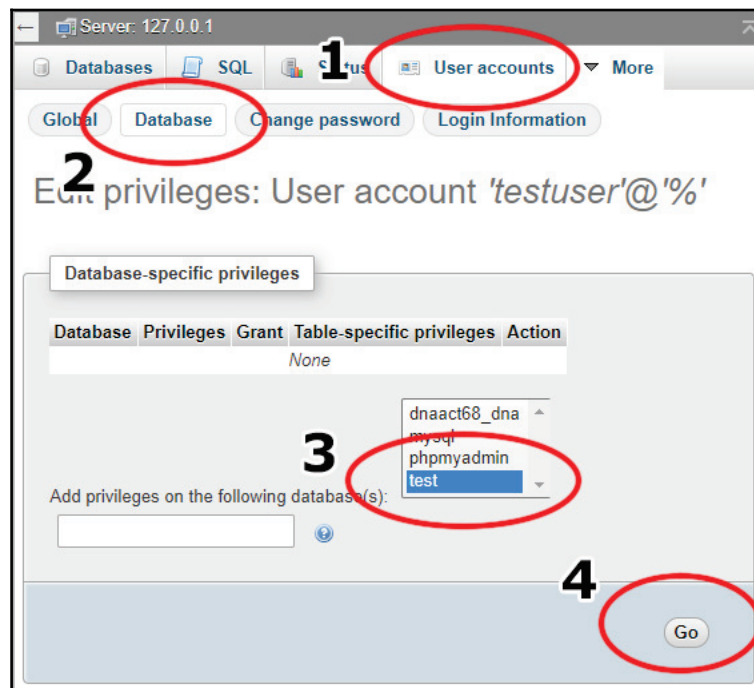 Server: 127.0.0.1
Databases SQL 1 User accounts More
Global Database Change password Login Information
2
Edit privileges: User account 'testuser'@'%'
Database-specific privileges
Database Privileges Grant Table-specific privileges Action
None
dnaact68_dna
mysql
phpmyadmin
3
test
Add privileges on the following database(s):
4
Go